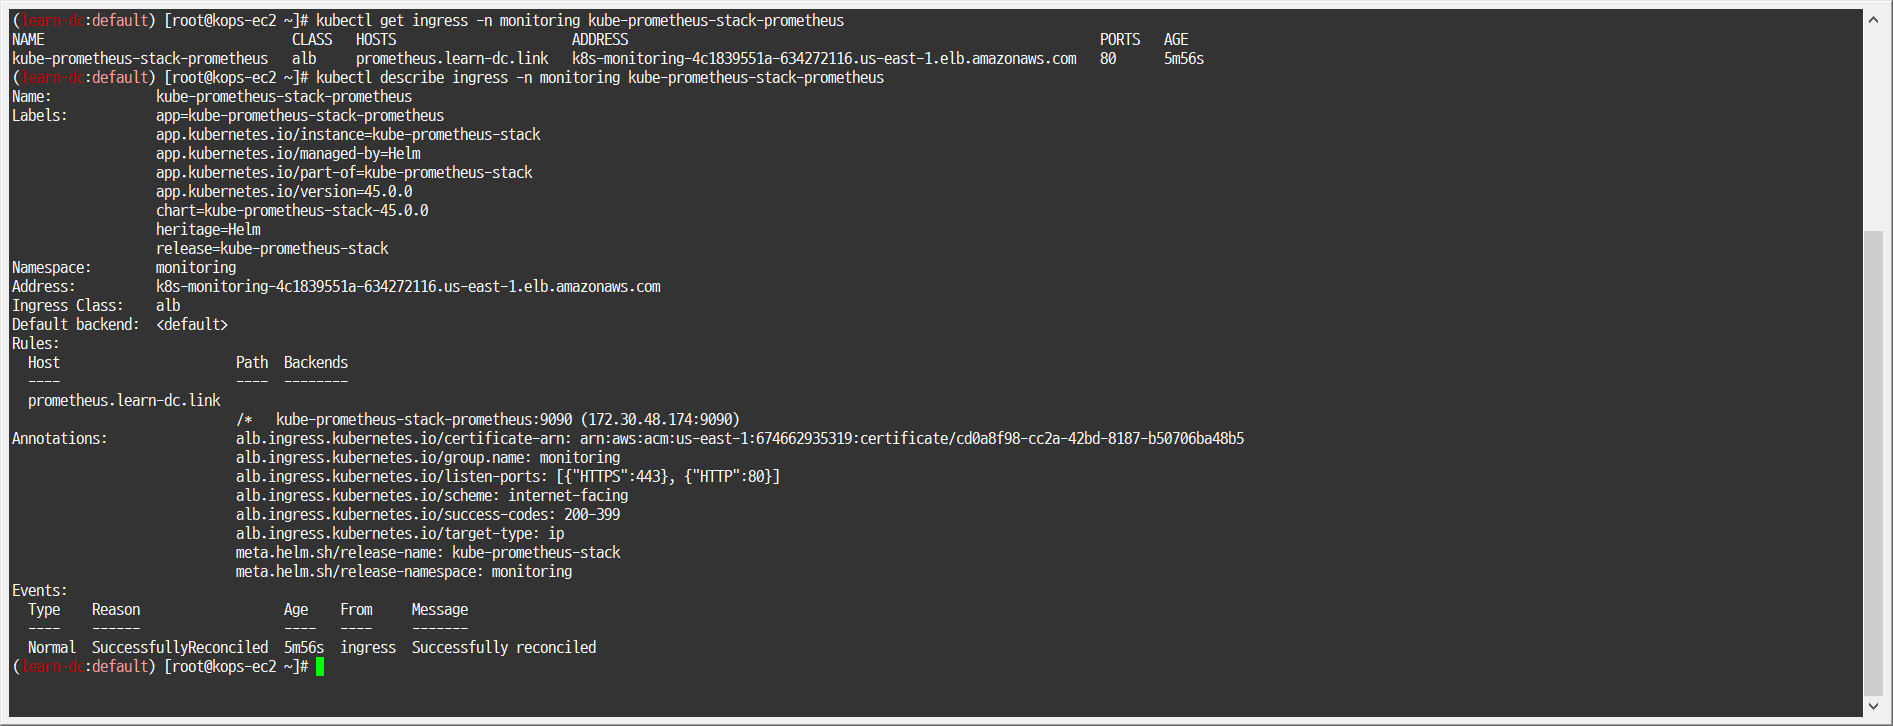 (learn-dc:default) [root@kops-ec2 ~]# kubectl get ingress -n monitoring kube-prometheus-stack-prometheus
NAME                               CLASS   HOSTS                      ADDRESS                                                           PORTS   AGE
kube-prometheus-stack-prometheus   alb     prometheus.learn-dc.link   k8s-monitoring-4c1839551a-634272116.us-east-1.elb.amazonaws.com   80      5m56s
(learn-dc:default) [root@kops-ec2 ~]# kubectl describe ingress -n monitoring kube-prometheus-stack-prometheus
Name:             kube-prometheus-stack-prometheus
Labels:           app=kube-prometheus-stack-prometheus
                  app.kubernetes.io/instance=kube-prometheus-stack
                  app.kubernetes.io/managed-by=Helm
                  app.kubernetes.io/part-of=kube-prometheus-stack
                  app.kubernetes.io/version=45.0.0
                  chart=kube-prometheus-stack-45.0.0
                  heritage=Helm
                  release=kube-prometheus-stack
Namespace:        monitoring
Address:          k8s-monitoring-4c1839551a-634272116.us-east-1.elb.amazonaws.com
Ingress Class:    alb
Default backend:  <default>
Rules:
  Host                      Path  Backends
  ----                      ----  --------
  prometheus.learn-dc.link
                            /*   kube-prometheus-stack-prometheus:9090 (172.30.48.174:9090)
Annotations:                alb.ingress.kubernetes.io/certificate-arn: arn:aws:acm:us-east-1:674662935319:certificate/cd0a8f98-cc2a-42bd-8187-b50706ba48b5
                            alb.ingress.kubernetes.io/group.name: monitoring
                            alb.ingress.kubernetes.io/listen-ports: [{"HTTPS":443}, {"HTTP":80}]
                            alb.ingress.kubernetes.io/scheme: internet-facing
                            alb.ingress.kubernetes.io/success-codes: 200-399
                            alb.ingress.kubernetes.io/target-type: ip
                            meta.helm.sh/release-name: kube-prometheus-stack
                            meta.helm.sh/release-namespace: monitoring
Events:
  Type    Reason                  Age    From     Message
  ----    ------                  ----   ----     -------
  Normal  SuccessfullyReconciled  5m56s  ingress  Successfully reconciled
(learn-dc:default) [root@kops-ec2 ~]#